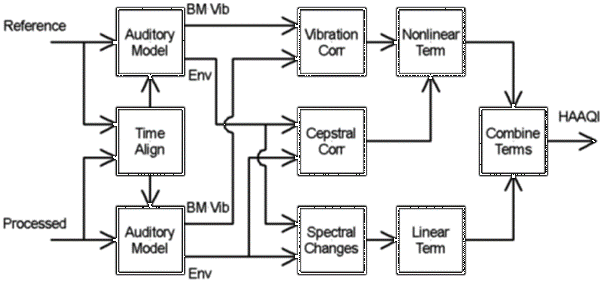 Reference
Auditory
Model
BM Vib
Env
Vibration
Corr
Nonlinear
Term
Time
Align
Cepstral
Corr
Combine
Terms
HAAQI
Processed
Auditory
Model
BM Vib
Env
Spectral
Changes
Linear
Term